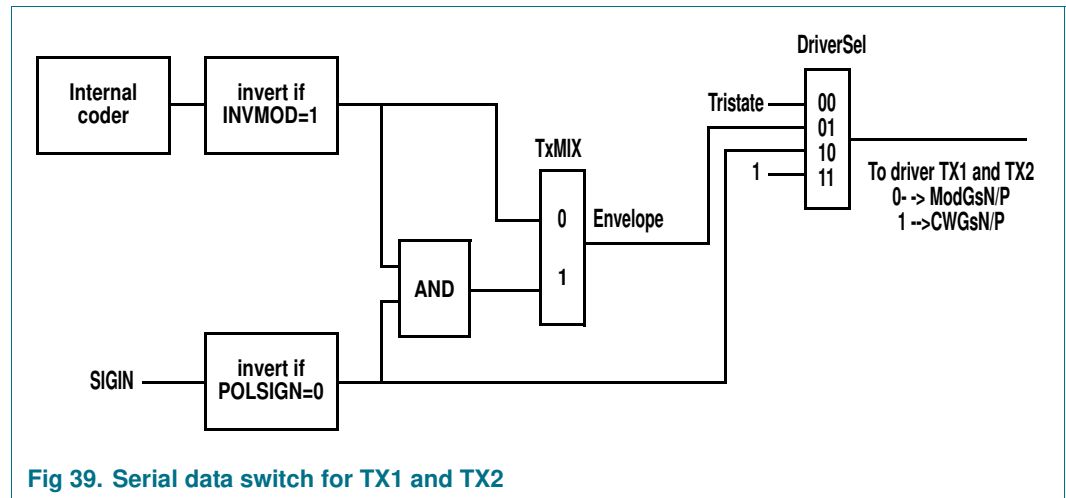 DriverSel
Internal
coder
invert if
INVMOD=1
Tristate
00
01
10
11
TxMIX
1
To driver TX1 and TX2
0- -> ModGsN/P
1 -->CWGsN/P
0
Envelope
1
AND
SIGIN
invert if
POLSIGN=0
Fig 39. Serial data switch for TX1 and TX2